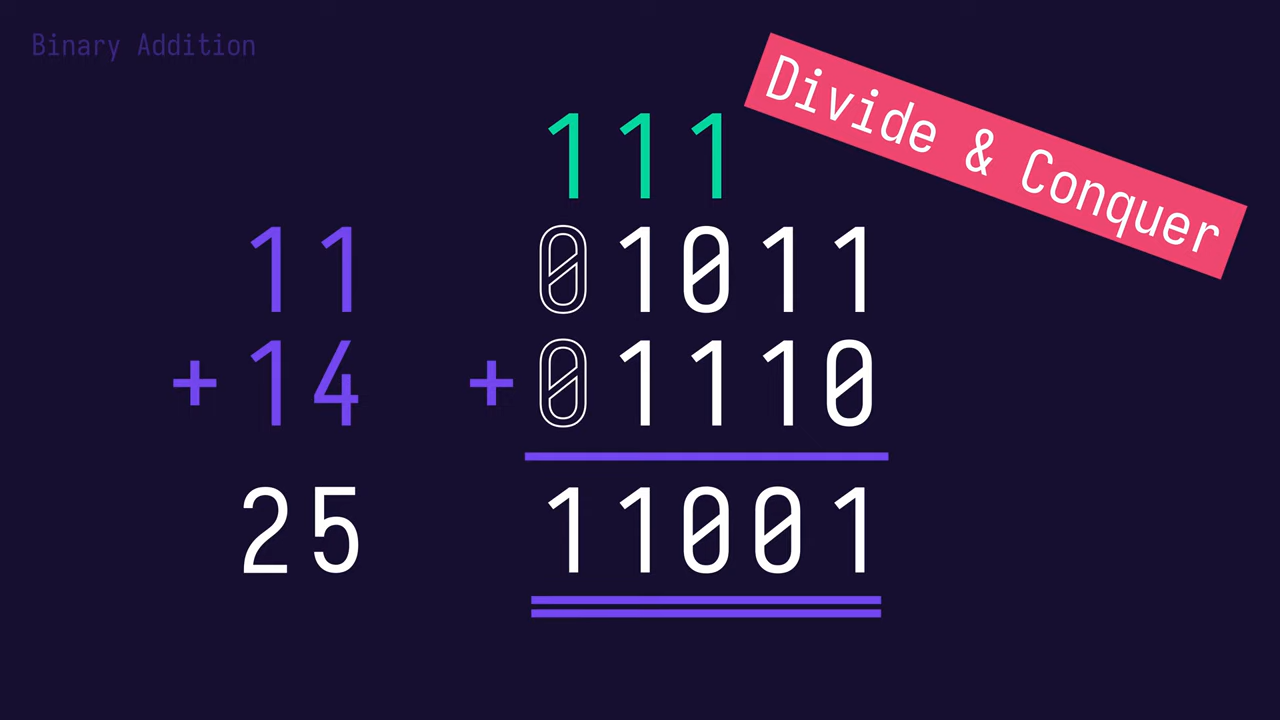 Binary Addition
Divide & Conquer
111
11 01011
+14 +01110
25 11001